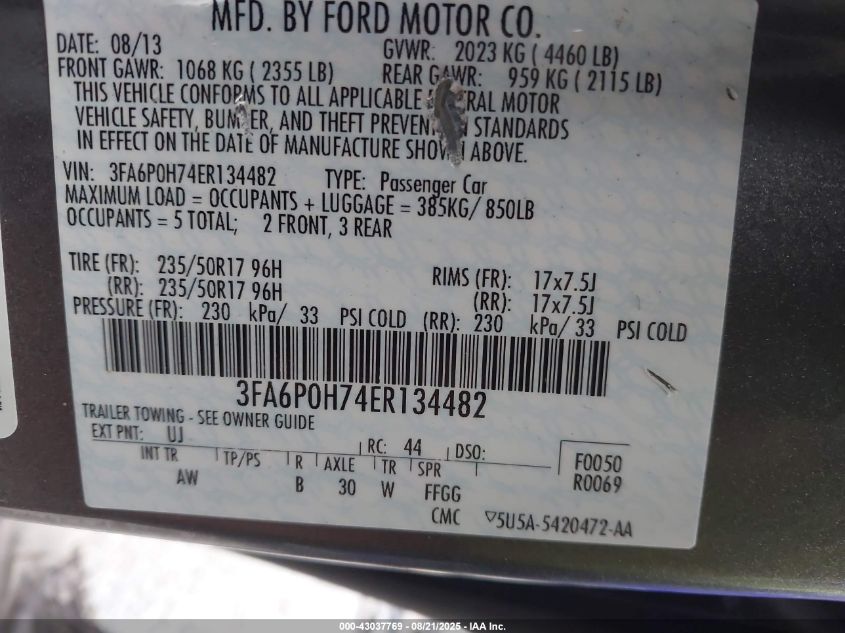 MFD. BY FORD MOTOR CO.
DATE: 08/13 GVWR: 2023 KG ( 4460 LB)
FRONT GAWR: 1068 KG ( 2355 LB) REAR GAWR: 959 KG ( 2115 LB)
THIS VEHICLE CONFORMS TO ALL APPLICABLE MOTOR
VEHICLE SAFETY, AND THEFT STANDARDS
IN EFFECT ON THE DATE OF MANUFACTURE SHOWN ABOVE.
VIN: 3FA6P0H74ER134482 TYPE: Passenger Car
MAXIMUM LOAD = OCCUPANTS + LUGGAGE = 385KG/ 850LB
OCCUPANTS = 5 TOTAL; 2 FRONT, 3 REAR
TIRE (FR): 235/50R17 96H RIMS (FR): 17x7.5J
(RR): 235/50R17 96H (RR): 17x7.5J
PRESSURE (FR): 230 kPa/ 33 PSI COLD (RR): 230 kPa/ 33 PSI COLD
3FA6P0H74ER134482
TRAILER TOWING - SEE OWNER GUIDE
EXT PNT: UJ RC: 44 DSO: F0050
INT TR TP/PS R AXLE TR SPR R0069
AW B 30 W FFGG
CMC 5U5A-5420472-AA
000-43037769 - 08/21/2025 - IAA Inc.